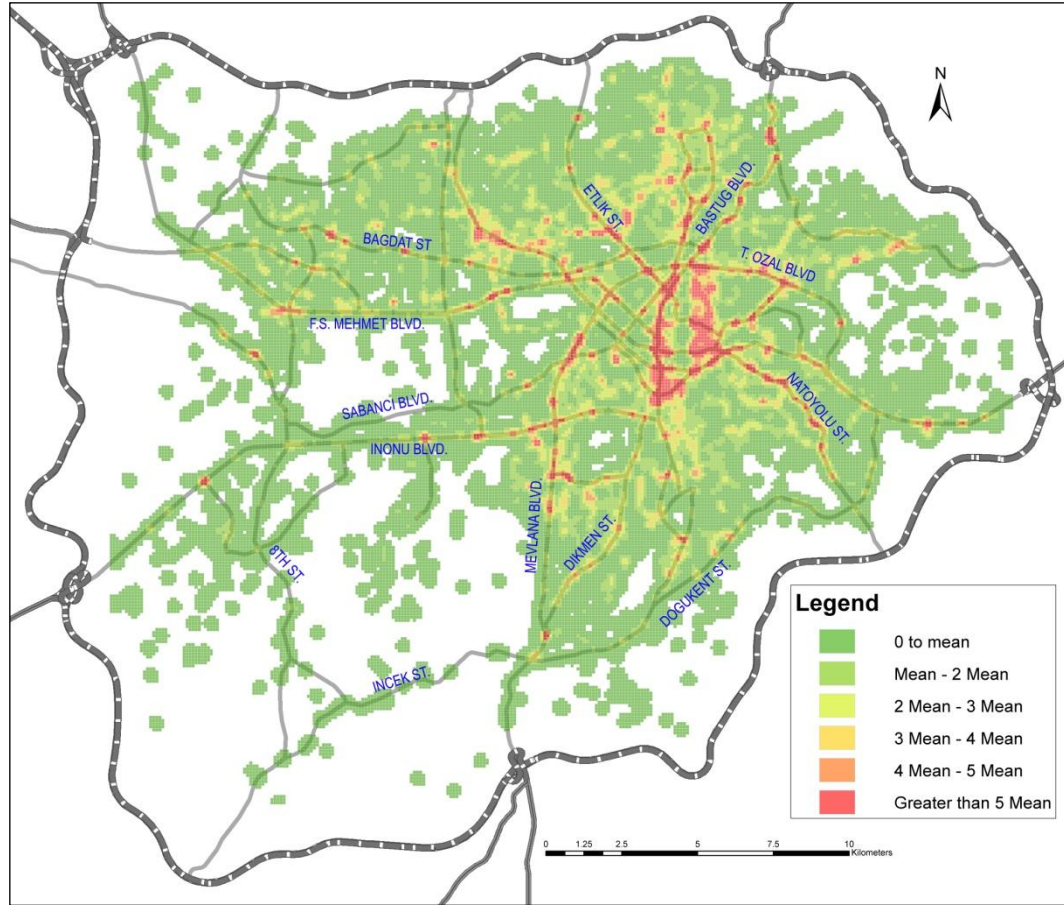 N
ETLIK ST.
BASTUG BLVD.
BAGDAT ST
T. OZAL BLVD
F.S. MEHMET BLVD.
NATOYOLU ST.
SABANCI BLVD.
INONU BLVD.
MEVLANA BLVD.
DIKMEN ST.
8TH ST.
DOGUKENT ST.
INCEK ST.
Legend
0 to mean
Mean - 2 Mean
2 Mean - 3 Mean
3 Mean - 4 Mean
4 Mean - 5 Mean
Greater than 5 Mean
0 1.25 2.5 5 7.5 10
Kilometers